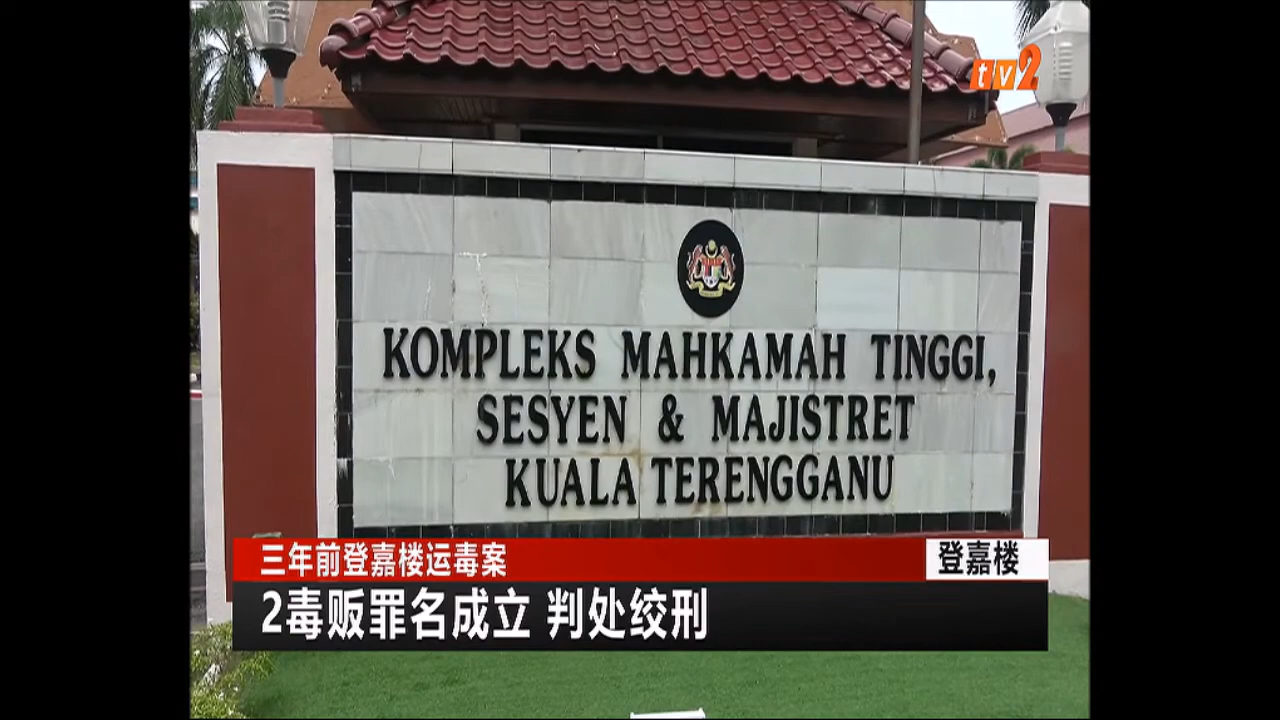 tv2
KOMPLEKS MAHKAMAH TINGGI,
SESYEN & MAJISTRET
KUALA TERENGGANU
三年前登嘉楼运毒案
登嘉楼
2毒贩罪名成立 判处绞刑